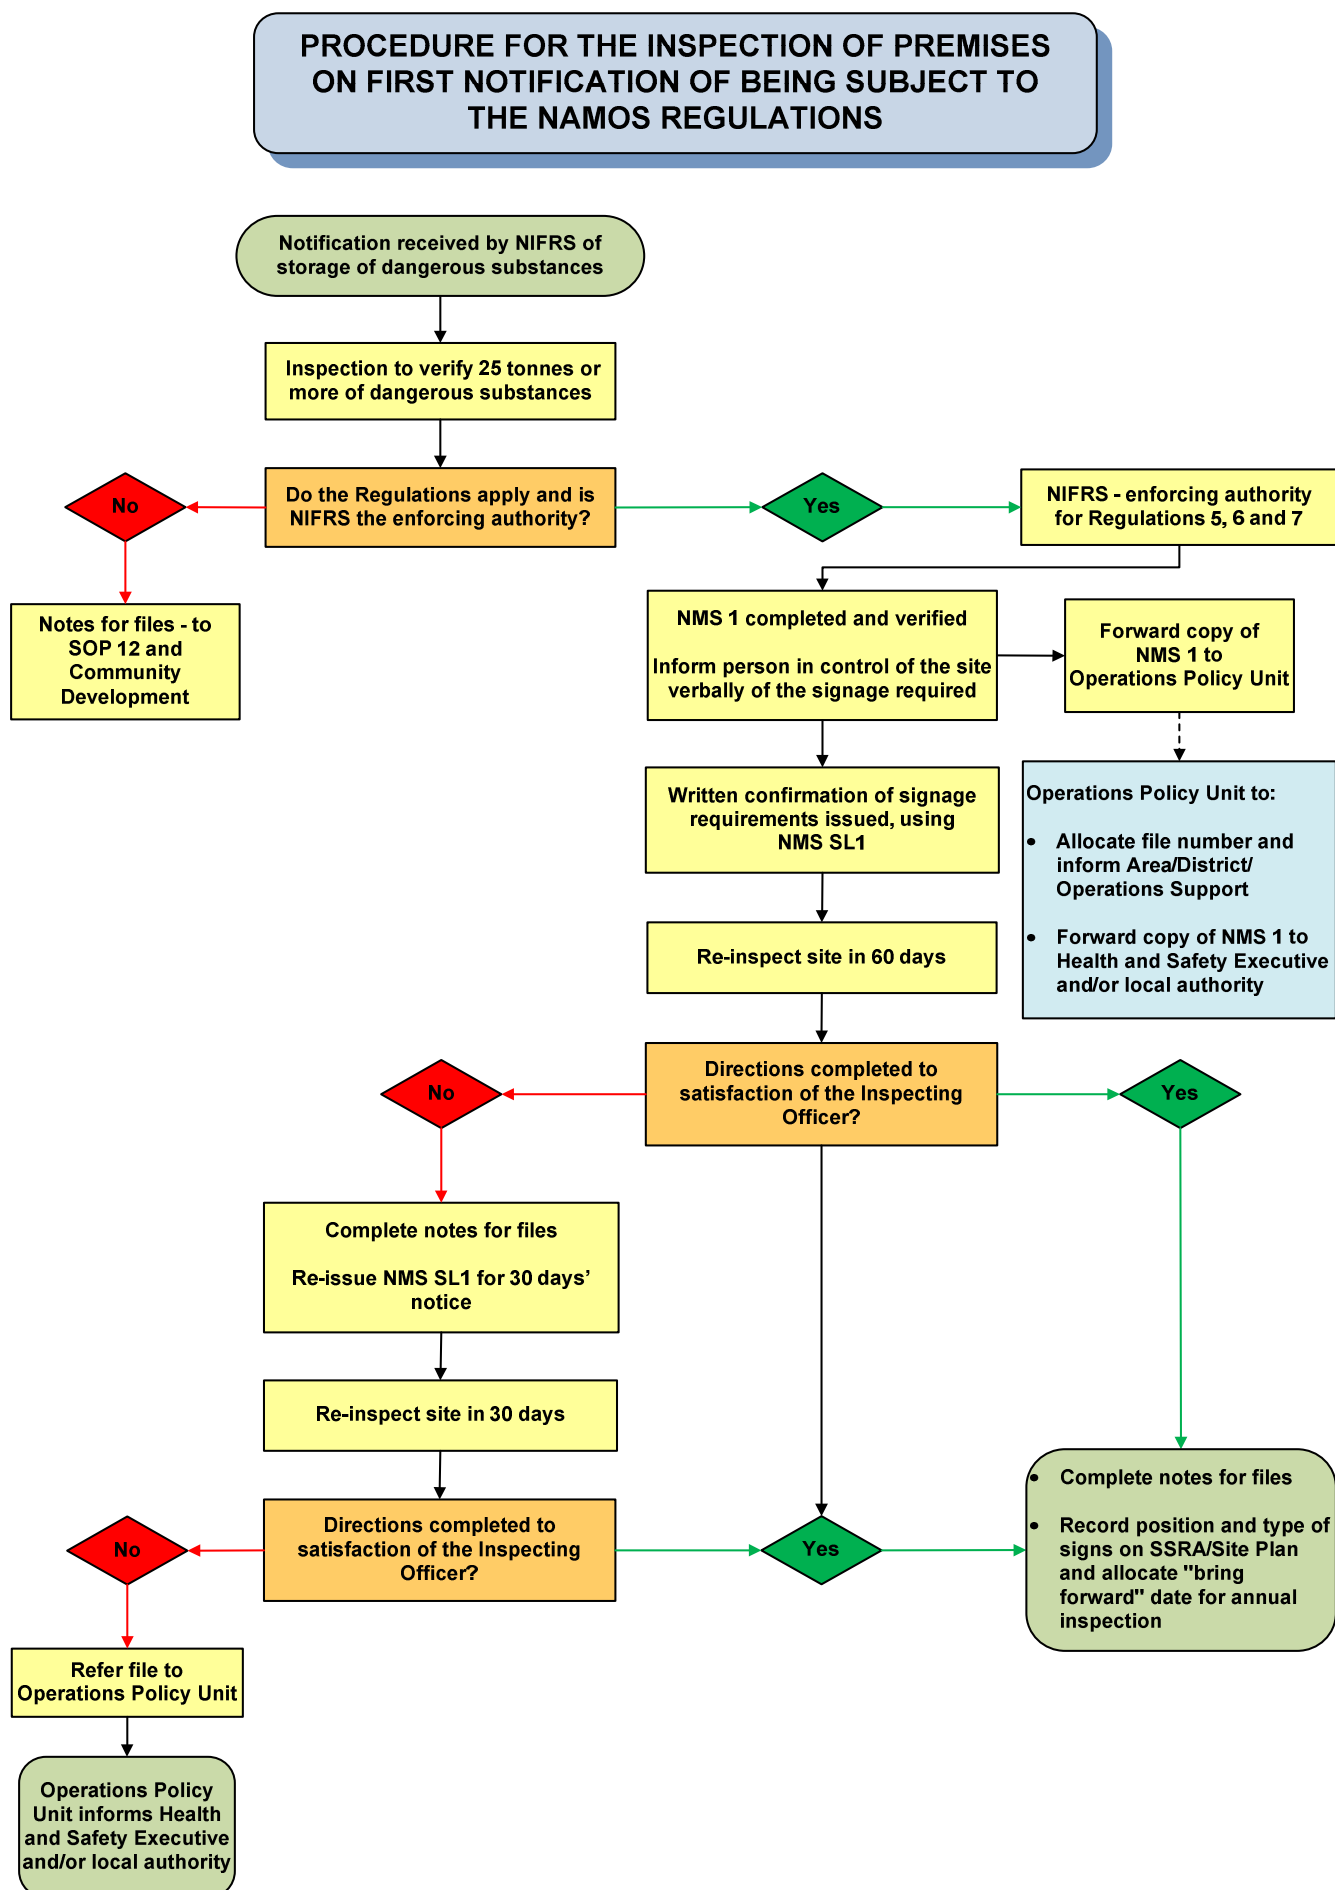 PROCEDURE FOR THE INSPECTION OF PREMISES
ON FIRST NOTIFICATION OF BEING SUBJECT TO
THE NAMOS REGULATIONS
Notification received by NIFRS of
storage of dangerous substances
Inspection to verify 25 tonnes or
more of dangerous substances
No
Do the Regulations apply and is
NIFRS the enforcing authority?
Yes
NIFRS - enforcing authority
for Regulations 5, 6 and 7
Notes for files - to
SOP 12 and
Community
Development
NMS 1 completed and verified
Inform person in control of the site
verbally of the signage required
Forward copy of
NMS 1 to
Operations Policy Unit
Written confirmation of signage
requirements issued, using
NMS SL1
Operations Policy Unit to:
• Allocate file number and
inform Area/District/
Operations Support
• Forward copy of NMS 1 to
Health and Safety Executive
and/or local authority
Re-inspect site in 60 days
No
Directions completed to
satisfaction of the Inspecting
Officer?
Yes
Complete notes for files
Re-issue NMS SL1 for 30 days’
notice
Re-inspect site in 30 days
No
Directions completed to
satisfaction of the Inspecting
Officer?
Yes
• Complete notes for files
• Record position and type of
signs on SSRA/Site Plan
and allocate "bring
forward" date for annual
inspection
Refer file to
Operations Policy Unit
Operations Policy
Unit informs Health
and Safety Executive
and/or local authority